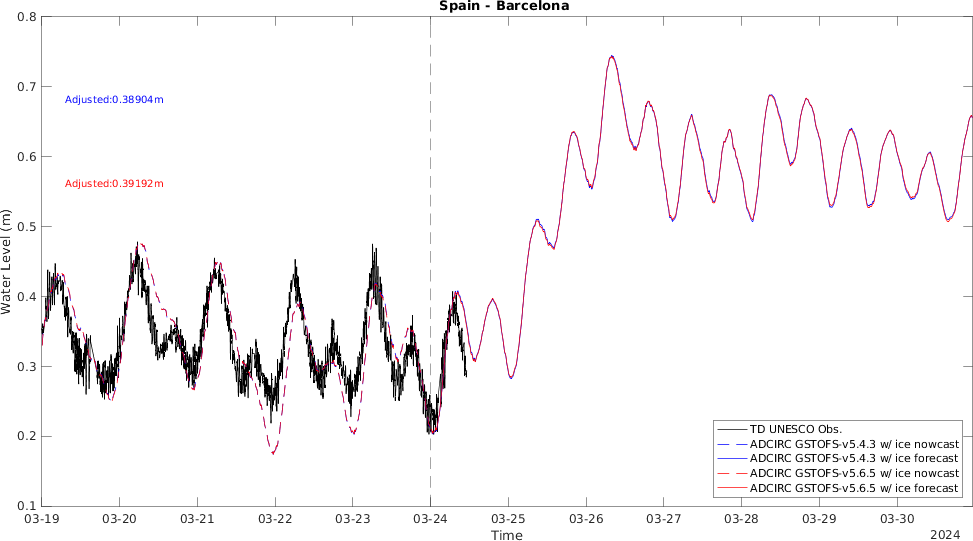 Spain - Barcelona
0.8
0.7
0.6
0.5
0.4
0.3
0.2
0.1
Water Level (m)
Adjusted:0.38904m
Adjusted:0.39192m
TD UNESCO Obs.
ADCIRC GSTOFS-v5.4.3 w/ ice nowcast
ADCIRC GSTOFS-v5.4.3 w/ ice forecast
ADCIRC GSTOFS-v5.6.5 w/ ice nowcast
ADCIRC GSTOFS-v5.6.5 w/ ice forecast
03-19 03-20 03-21 03-22 03-23 03-24 03-25 03-26 03-27 03-28 03-29 03-30
Time
2024